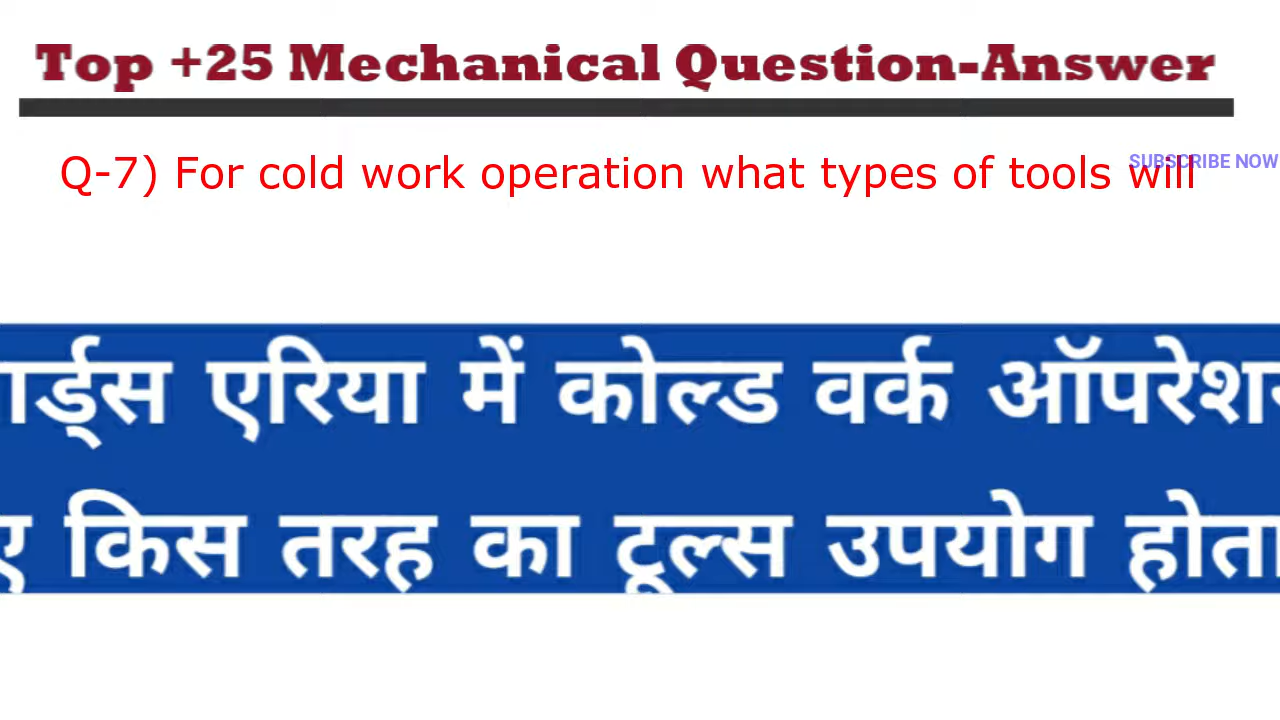 Top +25 Mechanical Question-Answer
Q-7) For cold work operation what types of tools will
SUBSCRIBE NOW
एरिया में कोल्ड वर्क
किस तरह का टूल्स उपयोग